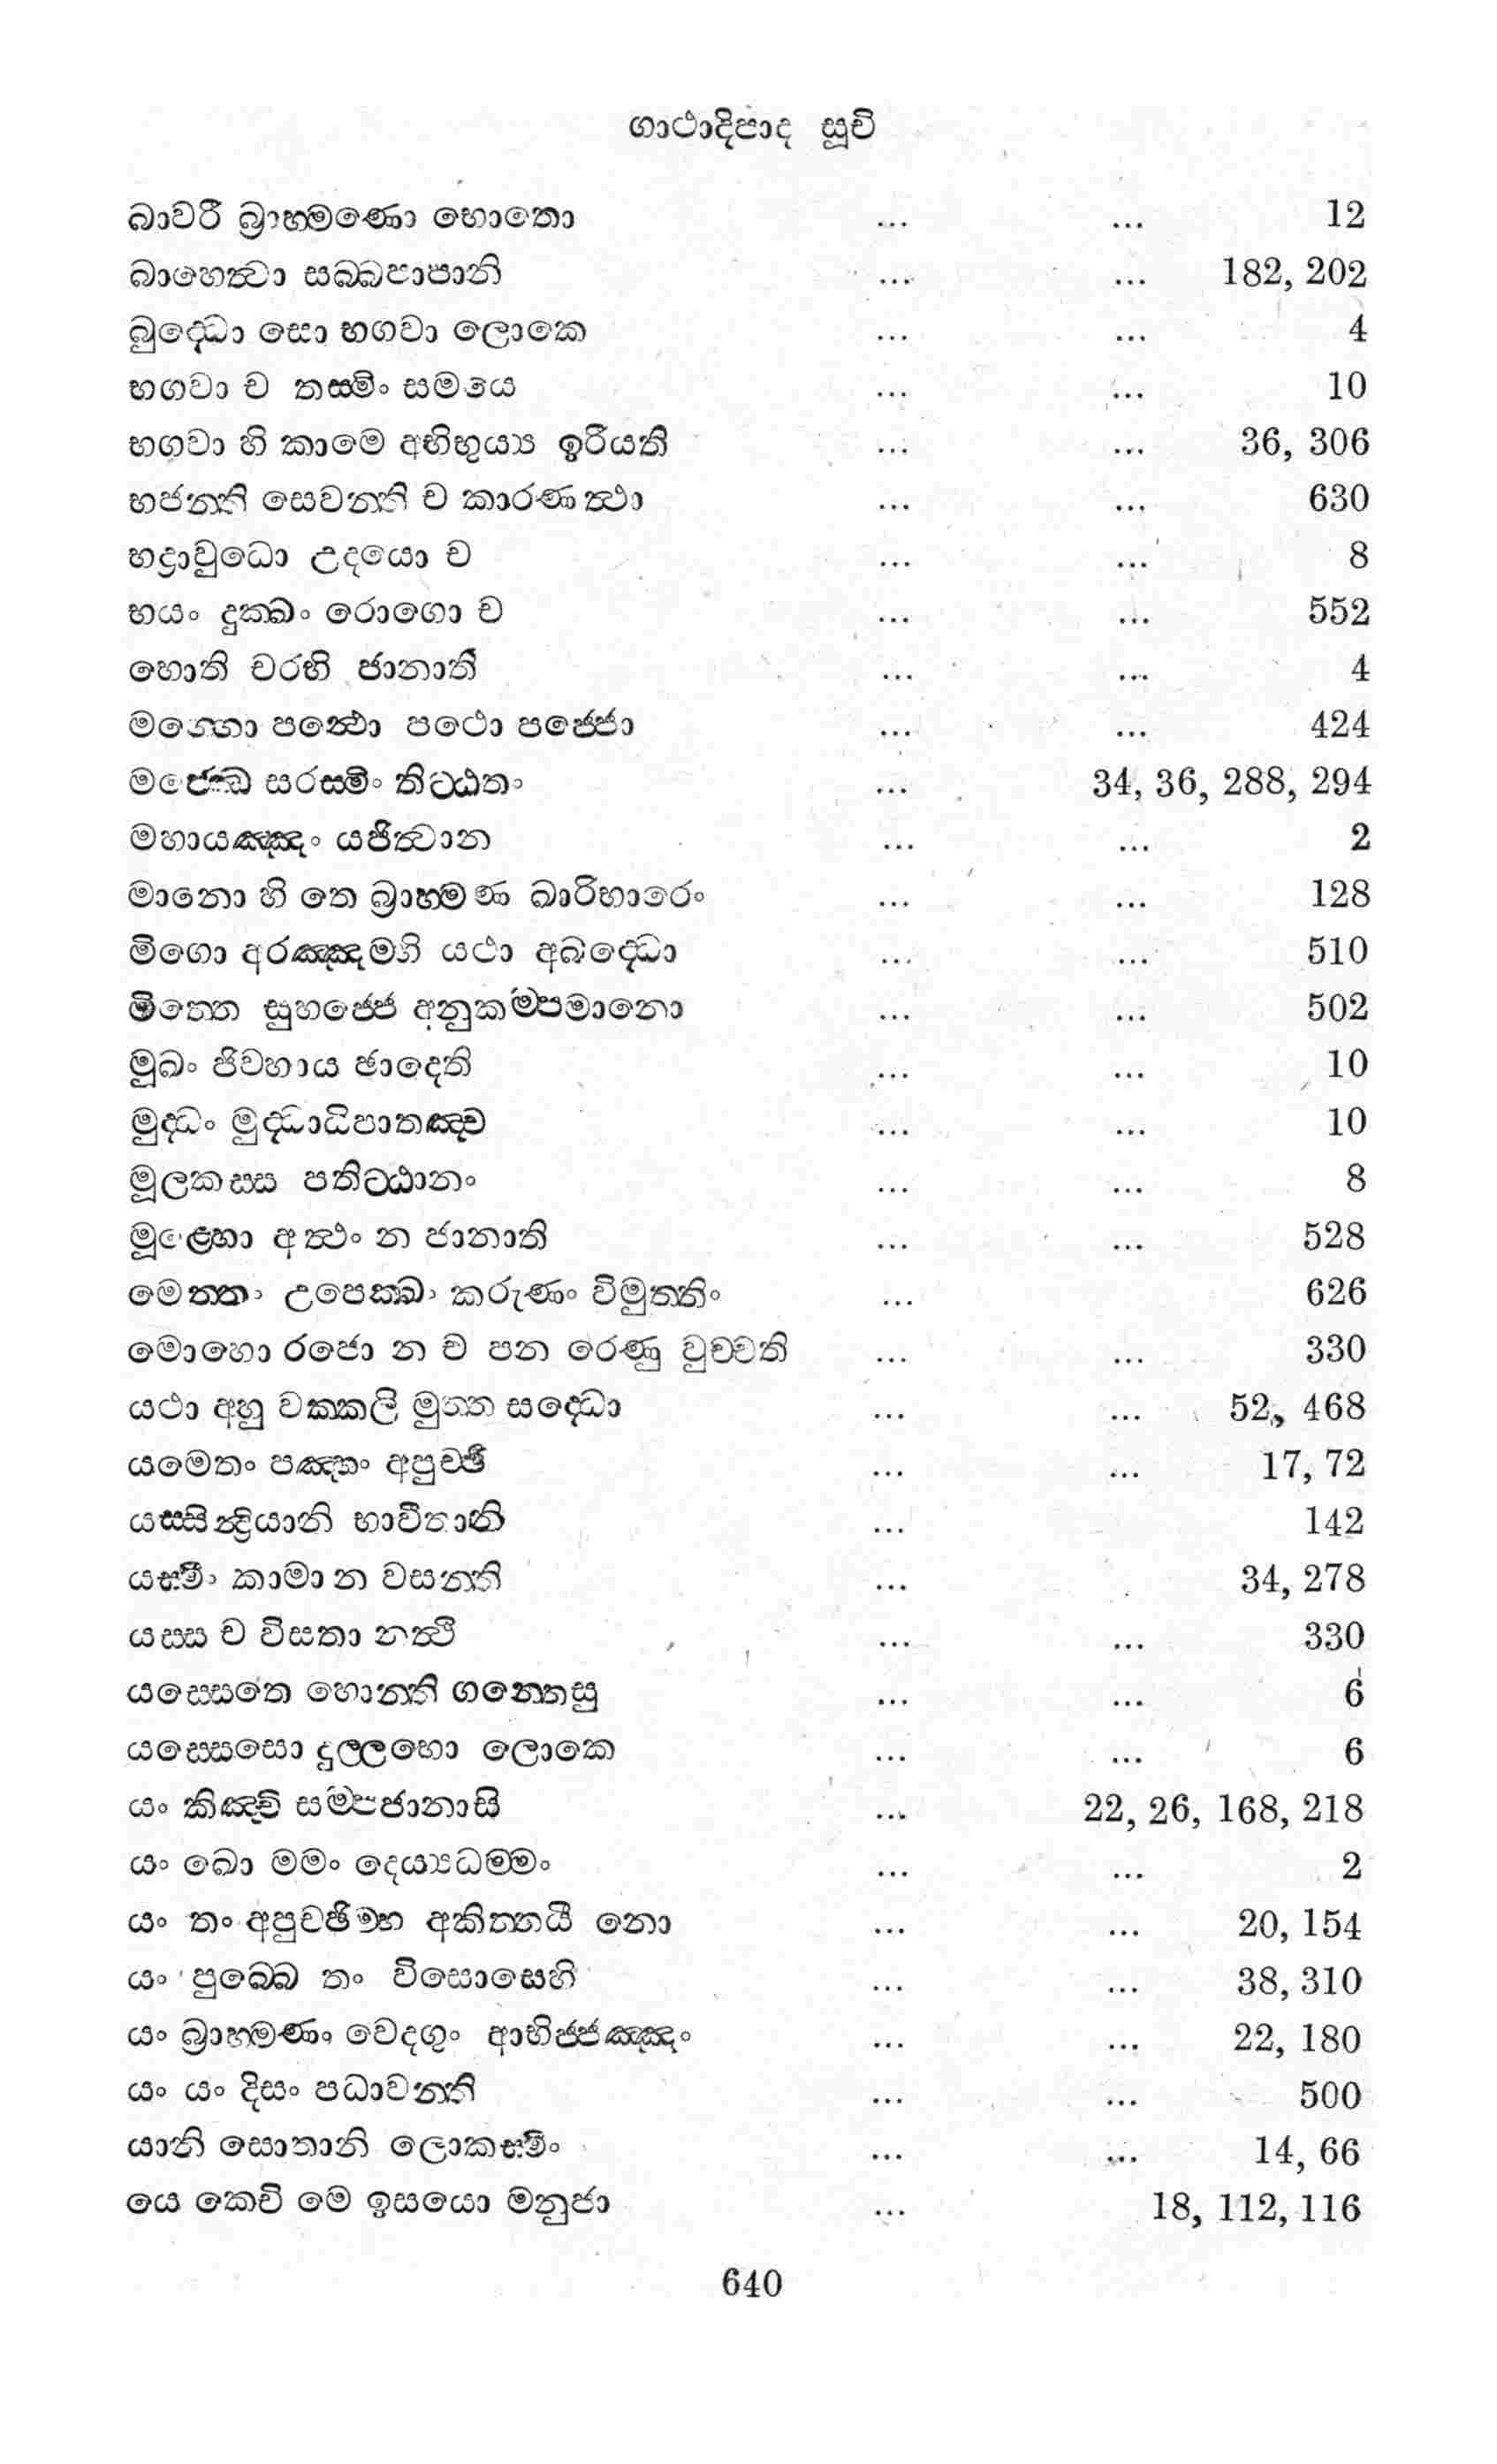 ගාථාදිපාද සූචි
බාවරී බ්‍රාහ්මණො භොතො ... ... 12
බාහෙත්‍වා සබ්බපාපානි ... ... 182, 202
බුද්ධො සො භගවා ලොකෙ ... ... 4
භගවා ච තස්මිං සමයෙ ... ... 10
භගවා හි කාමෙ අභිභුය්‍ය ඉරීයති ... ... 36, 306
භජන්ති සෙවන්ති ච කාරණත්‍ථා ... ... 630
භද්‍රාවුධො උදයො ච ... ... 8
භයං දුක්ඛං රොගො ච ... ... 552
හොති චරහි ජානාති ... ... 4
මග්ගො පන්‍ථො පථො පජ්ජො ... ... 424
මජ්ඣෙ සරස්මිං තිට්ඨතං ... 34, 36, 288, 294
මහායඤ්ඤං යජිත්‍වාන ... ... 2
මානො හි තෙ බ්‍රාහ්මණ ඛාරිභාරෙං ... ... 128
මිගො අරඤ්ඤම්හි යථා අබද්ධො ... ... 510
මිත්තෙ සුහජ්ජෙ අනුකම්පමානො ... ... 502
මුඛං ජිව්හාය ඡාදෙති ... ... 10
මුද්ධං මුද්ධාධිපාතඤ්ච ... ... 10
මූලකස්ස පතිට්ඨානං ... ... 8
මූළ්හො අත්‍ථං න ජානාති ... ... 528
මෙත්තං උපෙක්ඛං කරුණං විමුත්තිං ... 626
මොහො රජො න ච පන රෙණු වුච්චති ... ... 330
යථා අහු වක්කලි මුත්ත සද්ධො ... ... 52, 468
යමෙතං පඤ්හං අපුච්ඡී ... ... 17, 72
යස්සින්‍ද්‍රියානි භාවිතානි ... 142
යස්මිං කාමා න වසන්ති ... 34, 278
යස්ස ච විසතා නත්‍ථි ... ... 330
යස්සෙතෙ හොන්ති ගත්තෙසු ... ... 6
යස්සෙසො දුල්ලභො ලොකෙ ... ... 6
යං කිඤ්චි සම්පජානාසි ... 22, 26, 168, 218
යං ඛො මමං දෙය්‍යධම්මං ... ... 2
යං තං අපුච්ඡිම්හ අකිත්තයී නො ... ... 20, 154
යං පුබ්බෙ තං විසොසෙහි ... ... 38, 310
යං බ්‍රාහ්මණං වෙදගුං ආභිජ්ජඤ්ඤං ... ... 22, 180
යං යං දිසං පධාවන්ති ... ... 500
යානි සොතානි ලොකස්මිං ... ... 14, 66
යෙ කෙචි මෙ ඉසයො මනුජා ... 18, 112, 116
640